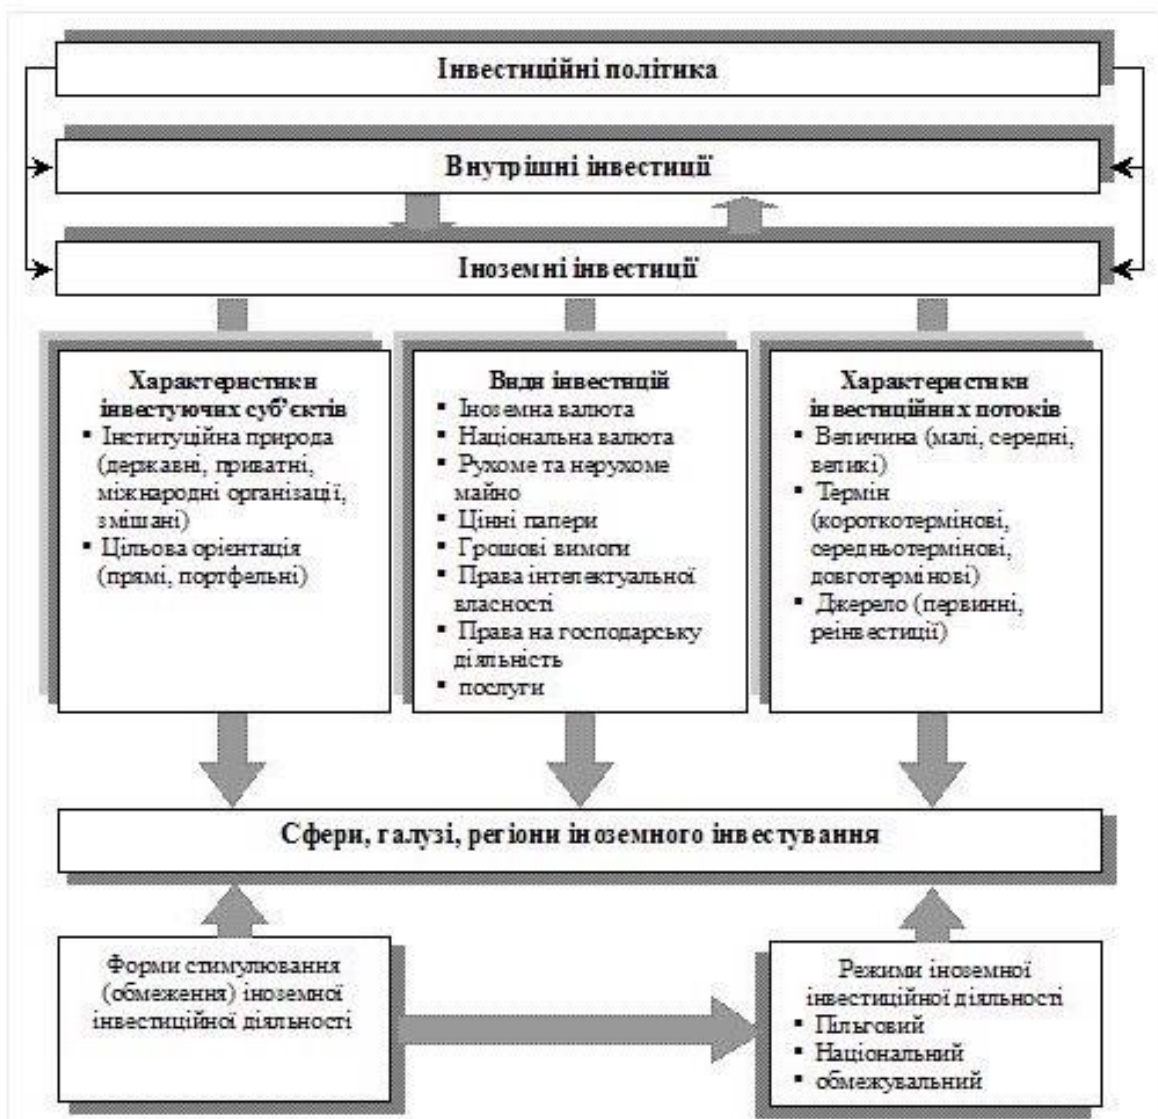 Інвестиційні політика
Внутрішні інвестиції
Іноземні інвестиції
Характеристики
інвестуючих суб’єктів
▪ Інституційна природа
(державні, приватні,
міжнародні організації,
змішані)
▪ Цільова орієнтація
(прямі, портфельні)
Види інвестицій
▪ Іноземна валюта
▪ Національна валюта
▪ Рухоме та нерухоме
майно
▪ Цінні папери
▪ Грошові вимоги
▪ Права інтелектуальної
власності
▪ Права на господарську
діяльність
▪ послуги
Характеристики
інвестиційних потоків
▪ Величина (малі, середні,
великі)
▪ Термін
(короткотермінові,
середньотермінові,
довготермінові)
▪ Джерело (первинні,
реінвестиції)
Сфери, галузі, регіони іноземного інвестування
Форми стимулювання
(обмеження) іноземної
інвестиційної діяльності
Режими іноземної
інвестиційної діяльності
▪ Пільговий
▪ Національний
▪ обмежувальний